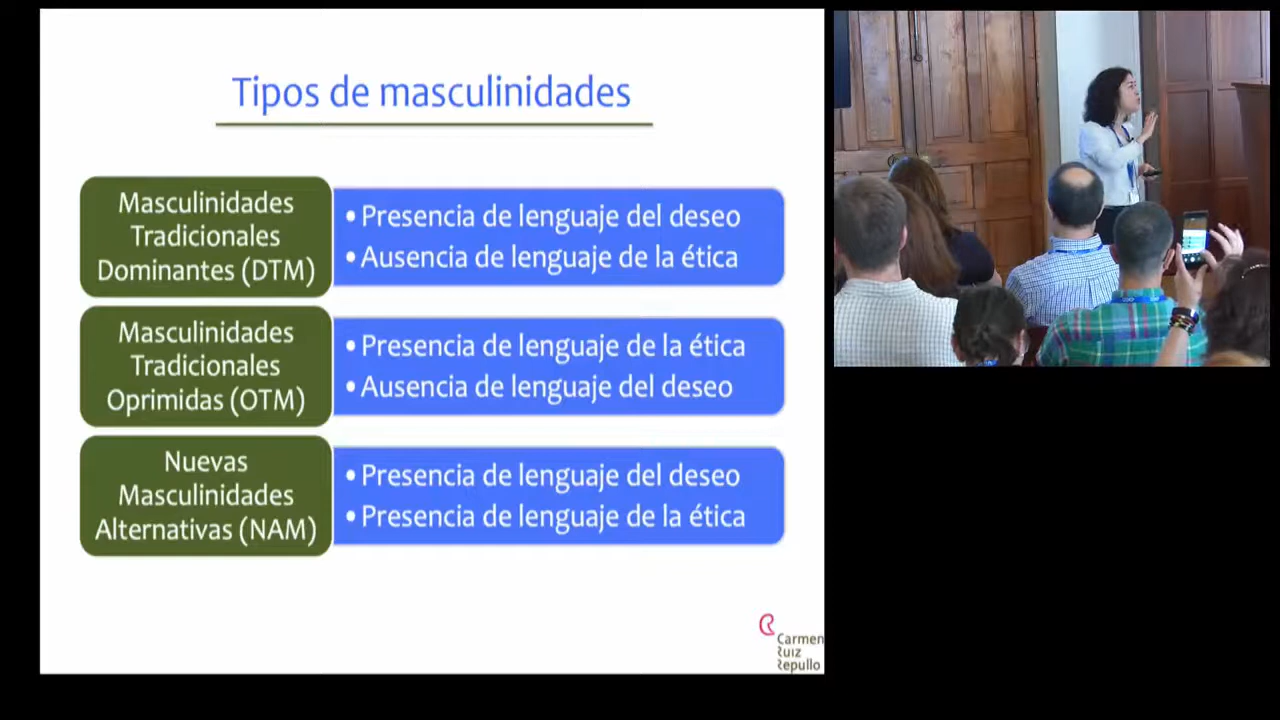 Tipos de masculinidades
Masculinidades
Tradicionales
Dominantes (DTM)
• Presencia de lenguaje del deseo
• Ausencia de lenguaje de la ética
Masculinidades
Tradicionales
Oprimidas (OTM)
• Presencia de lenguaje de la ética
• Ausencia de lenguaje del deseo
Nuevas
Masculinidades
Alternativas (NAM)
• Presencia de lenguaje del deseo
• Presencia de lenguaje de la ética
Carmen
Ruiz
Repullo